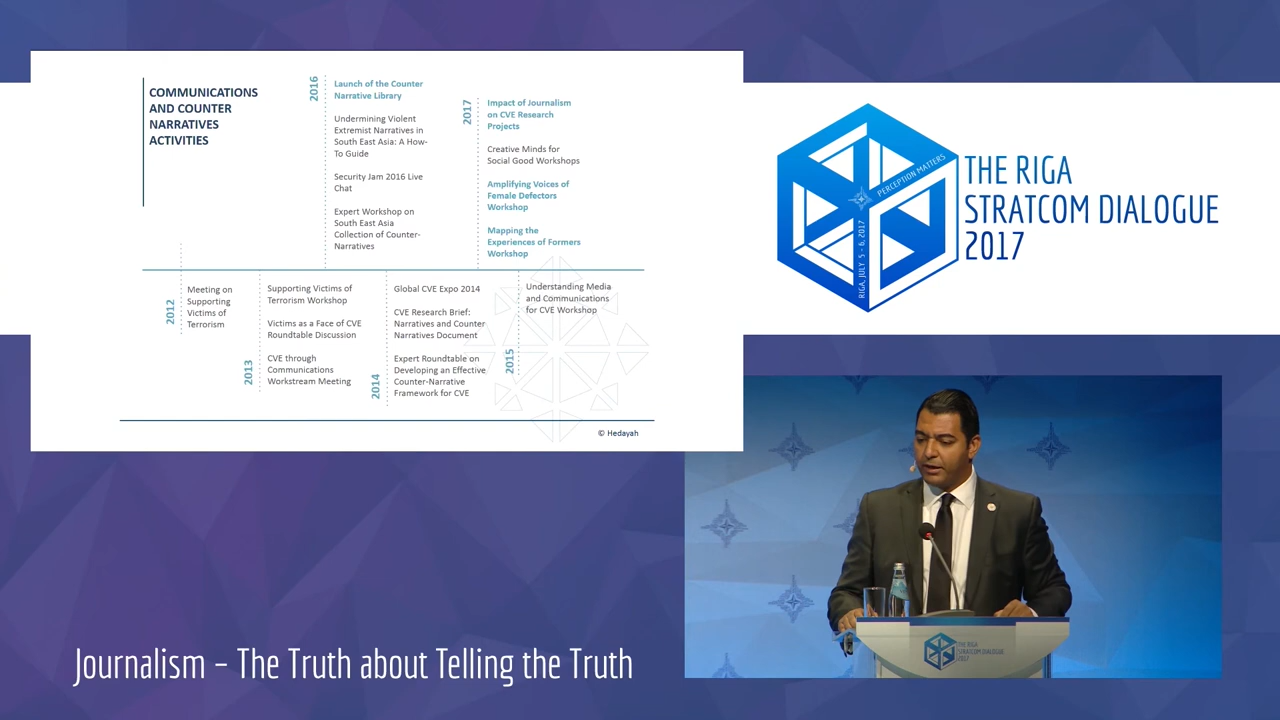 COMMUNICATIONS
AND COUNTER
NARRATIVES
ACTIVITIES
2016
Launch of the Counter
Narrative Library
Undermining Violent
Extremist Narratives in
South East Asia: A How-
To Guide
Security Jam 2016 Live
Chat
Expert Workshop on
South East Asia
Collection of Counter-
Narratives
2017
Impact of Journalism
on CVE Research
Projects
Creative Minds for
Social Good Workshops
Amplifying Voices of
Female Defectors
Workshop
Mapping the
Experiences of Formers
Workshop
2012
Meeting on
Supporting
Victims of
Terrorism
2013
Supporting Victims of
Terrorism Workshop
Victims as a Face of CVE
Roundtable Discussion
CVE through
Communications
Workstream Meeting
2014
Global CVE Expo 2014
CVE Research Brief:
Narratives and Counter
Narratives Document
Expert Roundtable on
Developing an Effective
Counter-Narrative
Framework for CVE
2015
Understanding Media
and Communications
for CVE Workshop
© Hedayah
PERCEPTION MATTERS
RIGA, JULY 5 - 6, 2017
THE RIGA
STRATCOM DIALOGUE
2017
THE RIGA
STRATCOM DIALOGUE
2017
Journalism – The Truth about Telling the Truth